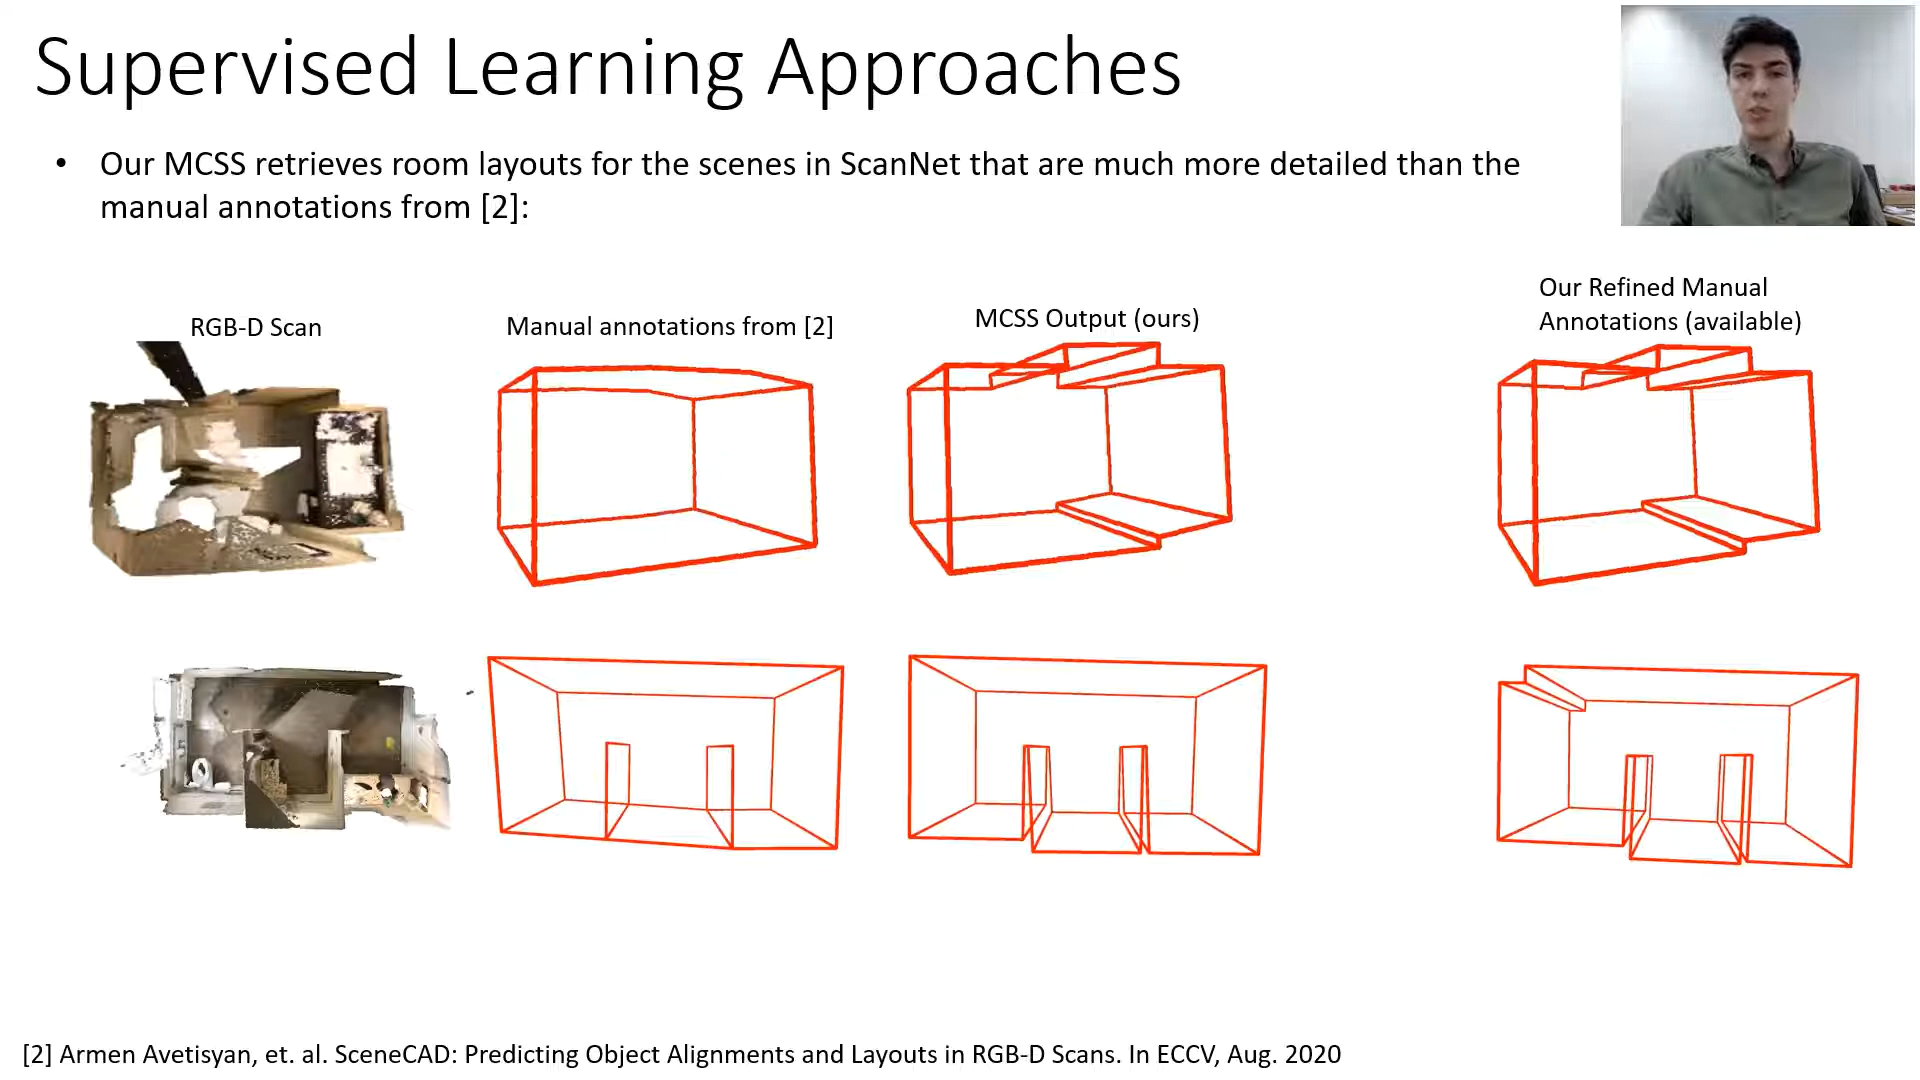 Supervised Learning Approaches
• Our MCSS retrieves room layouts for the scenes in ScanNet that are much more detailed than the
manual annotations from [2]:
RGB-D Scan
Manual annotations from [2]
MCSS Output (ours)
Our Refined Manual
Annotations (available)
[2] Armen Avetisyan, et. al. SceneCAD: Predicting Object Alignments and Layouts in RGB-D Scans. In ECCV, Aug. 2020